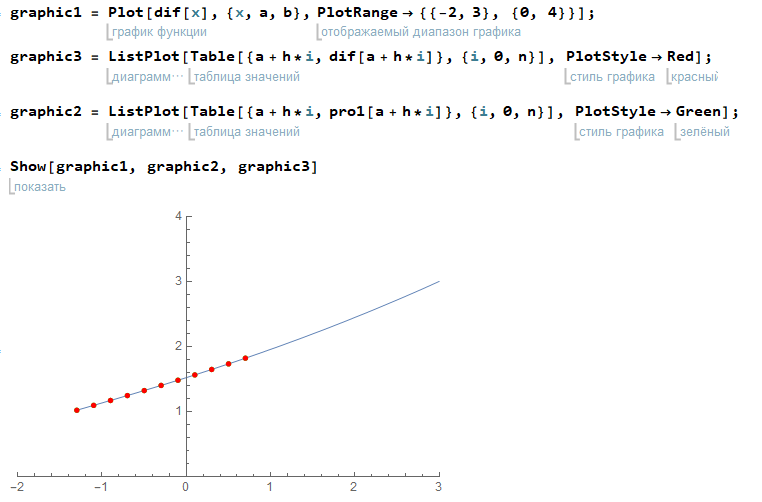 graphic1 = Plot[dif[x], {x, a, b}, PlotRange → {{-2, 3}, {0, 4}}];
график функции отображаемый диапазон графика
graphic3 = ListPlot[Table[{a + h * i, dif[a + h * i]}, {i, 0, n}], PlotStyle → Red];
диаграмм··· таблица значений стиль графика красный
graphic2 = ListPlot[Table[{a + h * i, pro1[a + h * i]}, {i, 0, n}], PlotStyle → Green];
диаграмм··· таблица значений стиль графика зелёный
Show[graphic1, graphic2, graphic3]
показать
4
3
2
1
-2 -1 0 1 2 3